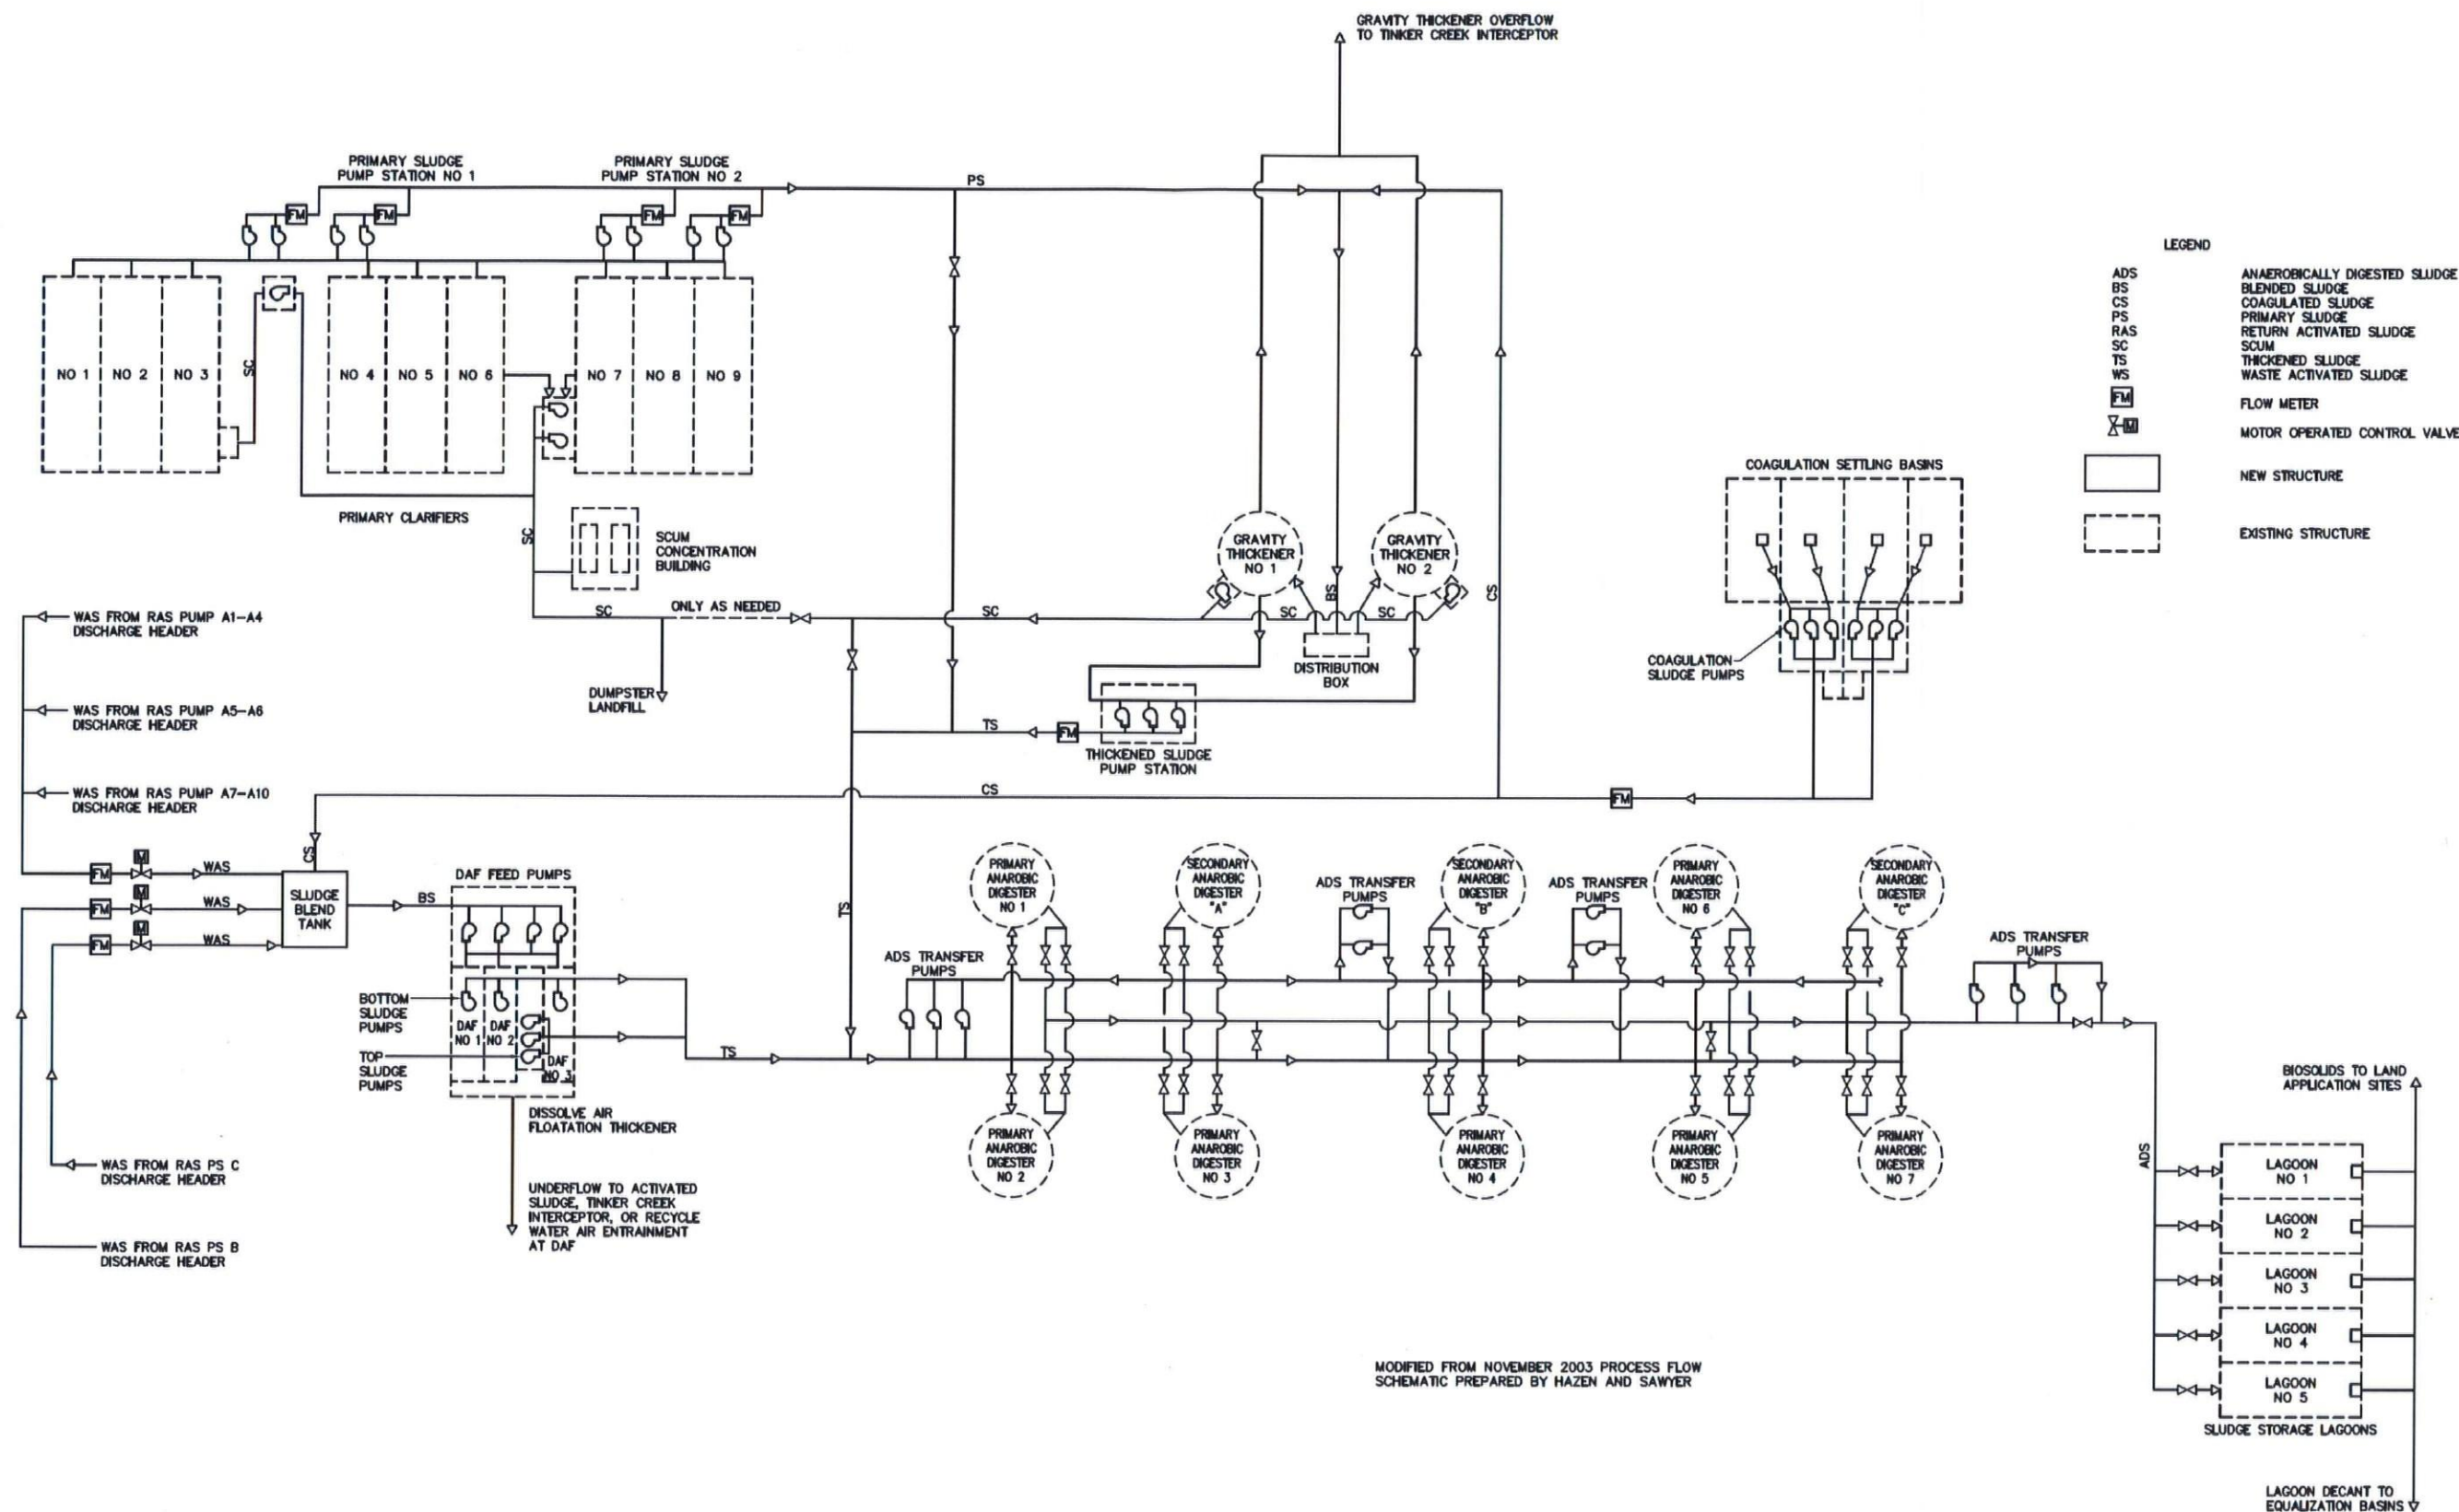 GRAVITY THICKENER OVERFLOW
TO TINKER CREEK INTERCEPTOR
PRIMARY SLUDGE
PUMP STATION NO 1
PRIMARY SLUDGE
PUMP STATION NO 2
PS
FM
FM
FM
FM
NO 1
NO 2
NO 3
SC
NO 4
NO 5
NO 6
NO 7
NO 8
NO 9
PRIMARY CLARIFIERS
SC
SCUM
CONCENTRATION
BUILDING
SC
ONLY AS NEEDED
DUMPSTER
LANDFILL
GRAVITY
THICKENER
NO 1
GRAVITY
THICKENER
NO 2
BS
CS
SC
SC
SC
DISTRIBUTION
BOX
TS
FM
THICKENED SLUDGE
PUMP STATION
LEGEND
ADS ANAEROBICALLY DIGESTED SLUDGE
BS BLENDED SLUDGE
CS COAGULATED SLUDGE
PS PRIMARY SLUDGE
RAS RETURN ACTIVATED SLUDGE
SC SCUM
TS THICKENED SLUDGE
WS WASTE ACTIVATED SLUDGE
FM FLOW METER
M MOTOR OPERATED CONTROL VALVE
NEW STRUCTURE
EXISTING STRUCTURE
COAGULATION SETTLING BASINS
COAGULATION
SLUDGE PUMPS
WAS FROM RAS PUMP A1-A4
DISCHARGE HEADER
WAS FROM RAS PUMP A5-A6
DISCHARGE HEADER
WAS FROM RAS PUMP A7-A10
DISCHARGE HEADER
CS
FM
CS
FM
M
WAS
FM
M
WAS
FM
M
WAS
SLUDGE
BLEND
TANK
BS
DAF FEED PUMPS
BOTTOM
SLUDGE
PUMPS
TOP
SLUDGE
PUMPS
DAF
NO 1
DAF
NO 2
DAF
NO 3
DISSOLVE AIR
FLOATATION THICKENER
UNDERFLOW TO ACTIVATED
SLUDGE, TINKER CREEK
INTERCEPTOR, OR RECYCLE
WATER AIR ENTRAINMENT
AT DAF
WAS FROM RAS PS C
DISCHARGE HEADER
WAS FROM RAS PS B
DISCHARGE HEADER
TS
TS
ADS TRANSFER
PUMPS
PRIMARY
ANAROBIC
DIGESTER
NO 1
SECONDARY
ANAROBIC
DIGESTER
"A"
ADS TRANSFER
PUMPS
SECONDARY
ANAROBIC
DIGESTER
"B"
ADS TRANSFER
PUMPS
PRIMARY
ANAROBIC
DIGESTER
NO 6
SECONDARY
ANAROBIC
DIGESTER
"C"
ADS TRANSFER
PUMPS
PRIMARY
ANAROBIC
DIGESTER
NO 2
PRIMARY
ANAROBIC
DIGESTER
NO 3
PRIMARY
ANAROBIC
DIGESTER
NO 4
PRIMARY
ANAROBIC
DIGESTER
NO 5
PRIMARY
ANAROBIC
DIGESTER
NO 7
ADS
BIOSOLIDS TO LAND
APPLICATION SITES
LAGOON
NO 1
LAGOON
NO 2
LAGOON
NO 3
LAGOON
NO 4
LAGOON
NO 5
SLUDGE STORAGE LAGOONS
LAGOON DECANT TO
EQUALIZATION BASINS
MODIFIED FROM NOVEMBER 2003 PROCESS FLOW
SCHEMATIC PREPARED BY HAZEN AND SAWYER